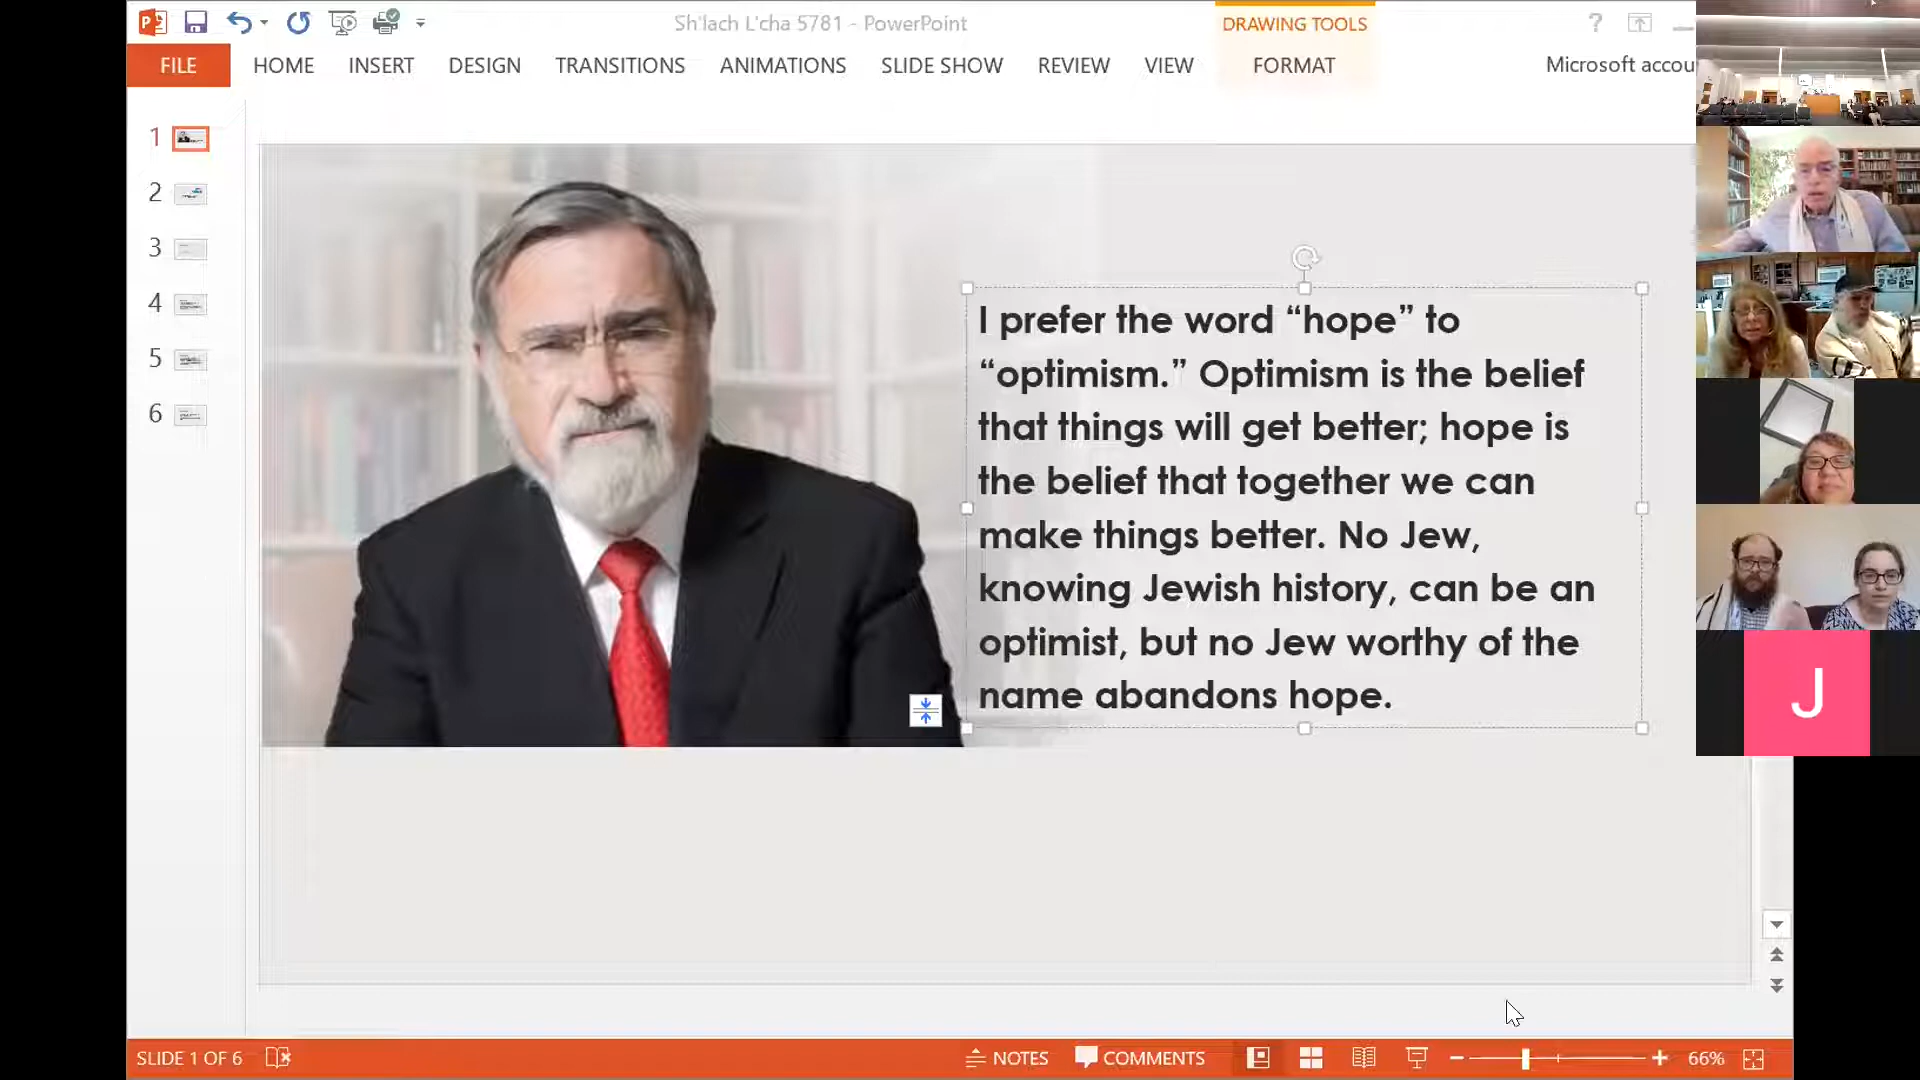 Sh'lach L'cha 5781 - PowerPoint
DRAWING TOOLS
?
FILE
HOME
INSERT
DESIGN
TRANSITIONS
ANIMATIONS
SLIDE SHOW
REVIEW
VIEW
FORMAT
Microsoft accou
1
2
3
4
5
6
I prefer the word “hope” to
“optimism.” Optimism is the belief
that things will get better; hope is
the belief that together we can
make things better. No Jew,
knowing Jewish history, can be an
optimist, but no Jew worthy of the
name abandons hope.
J
SLIDE 1 OF 6
NOTES
COMMENTS
66%